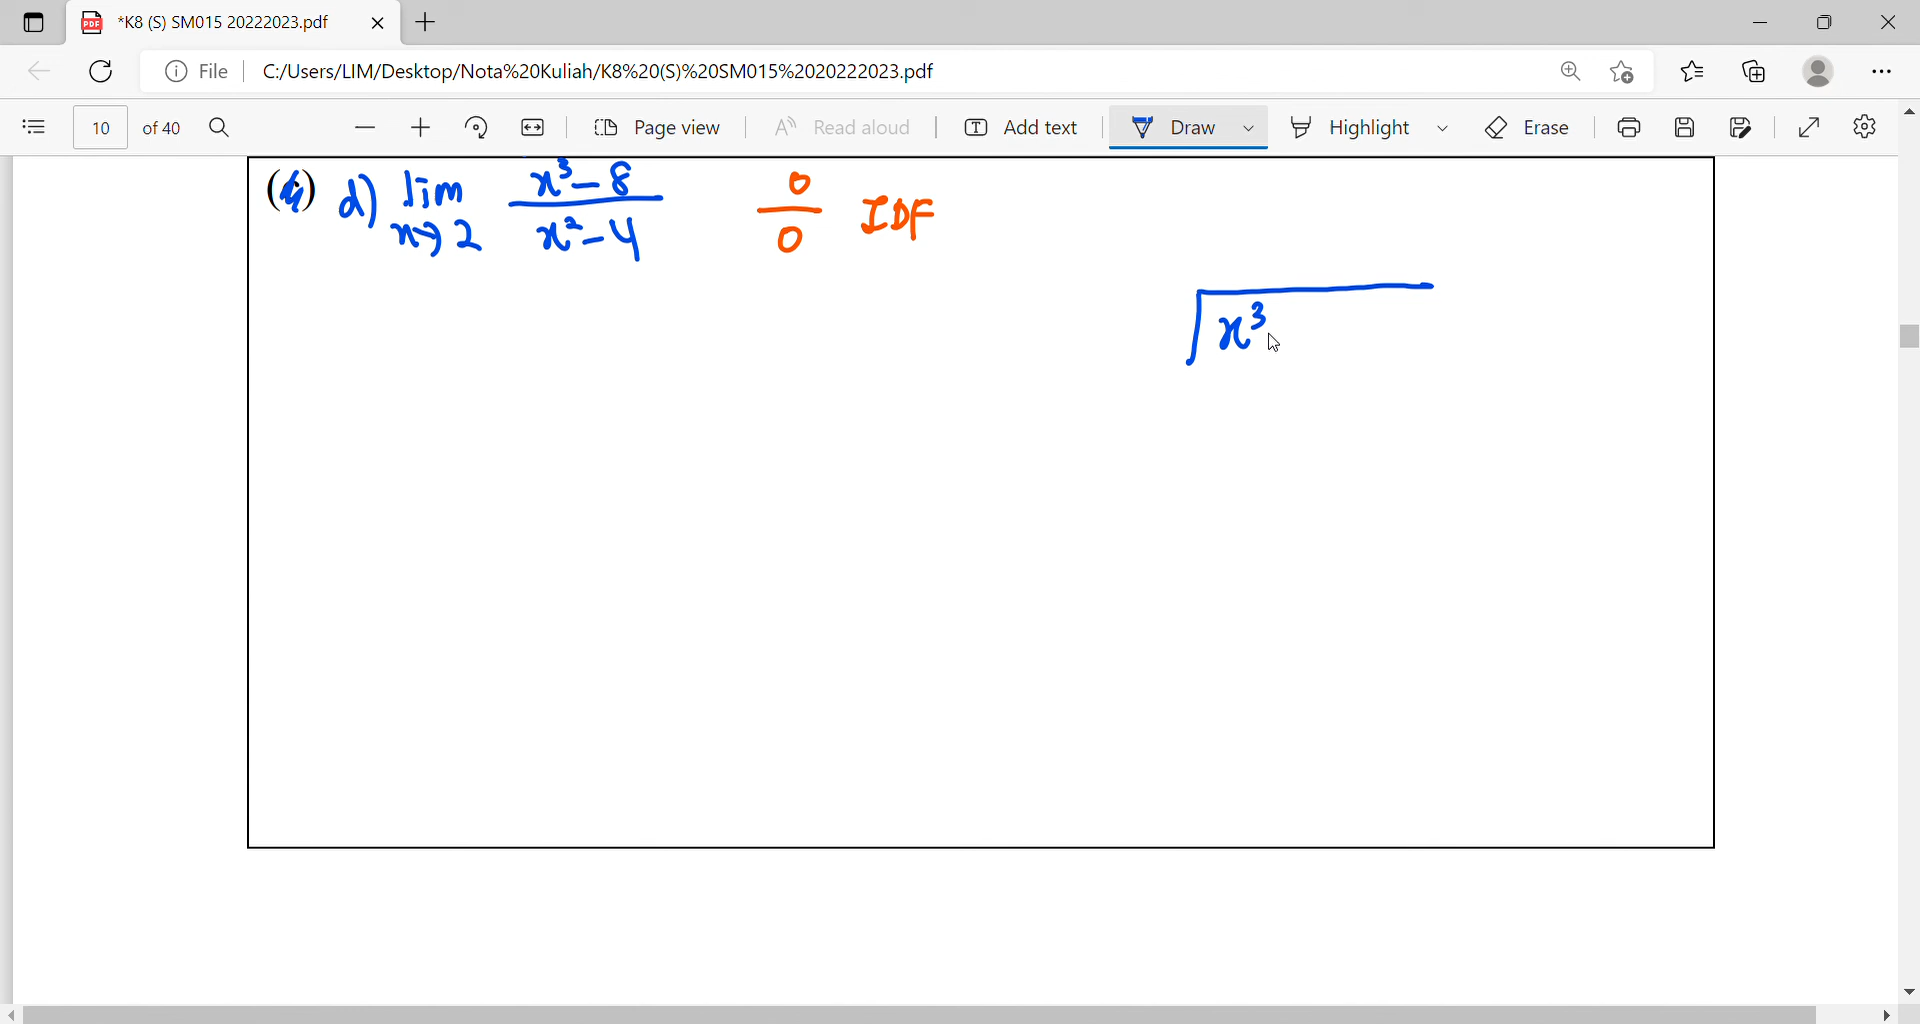 *K8 (S) SM015 20222023.pdf
File C:/Users/LIM/Desktop/Nota%20Kuliah/K8%20(S)%20SM015%2020222023.pdf
10 of 40 Page view Read aloud Add text Draw Highlight Erase
d) lim x→2 x³-8 / x²-4 0/0 IDF
x³